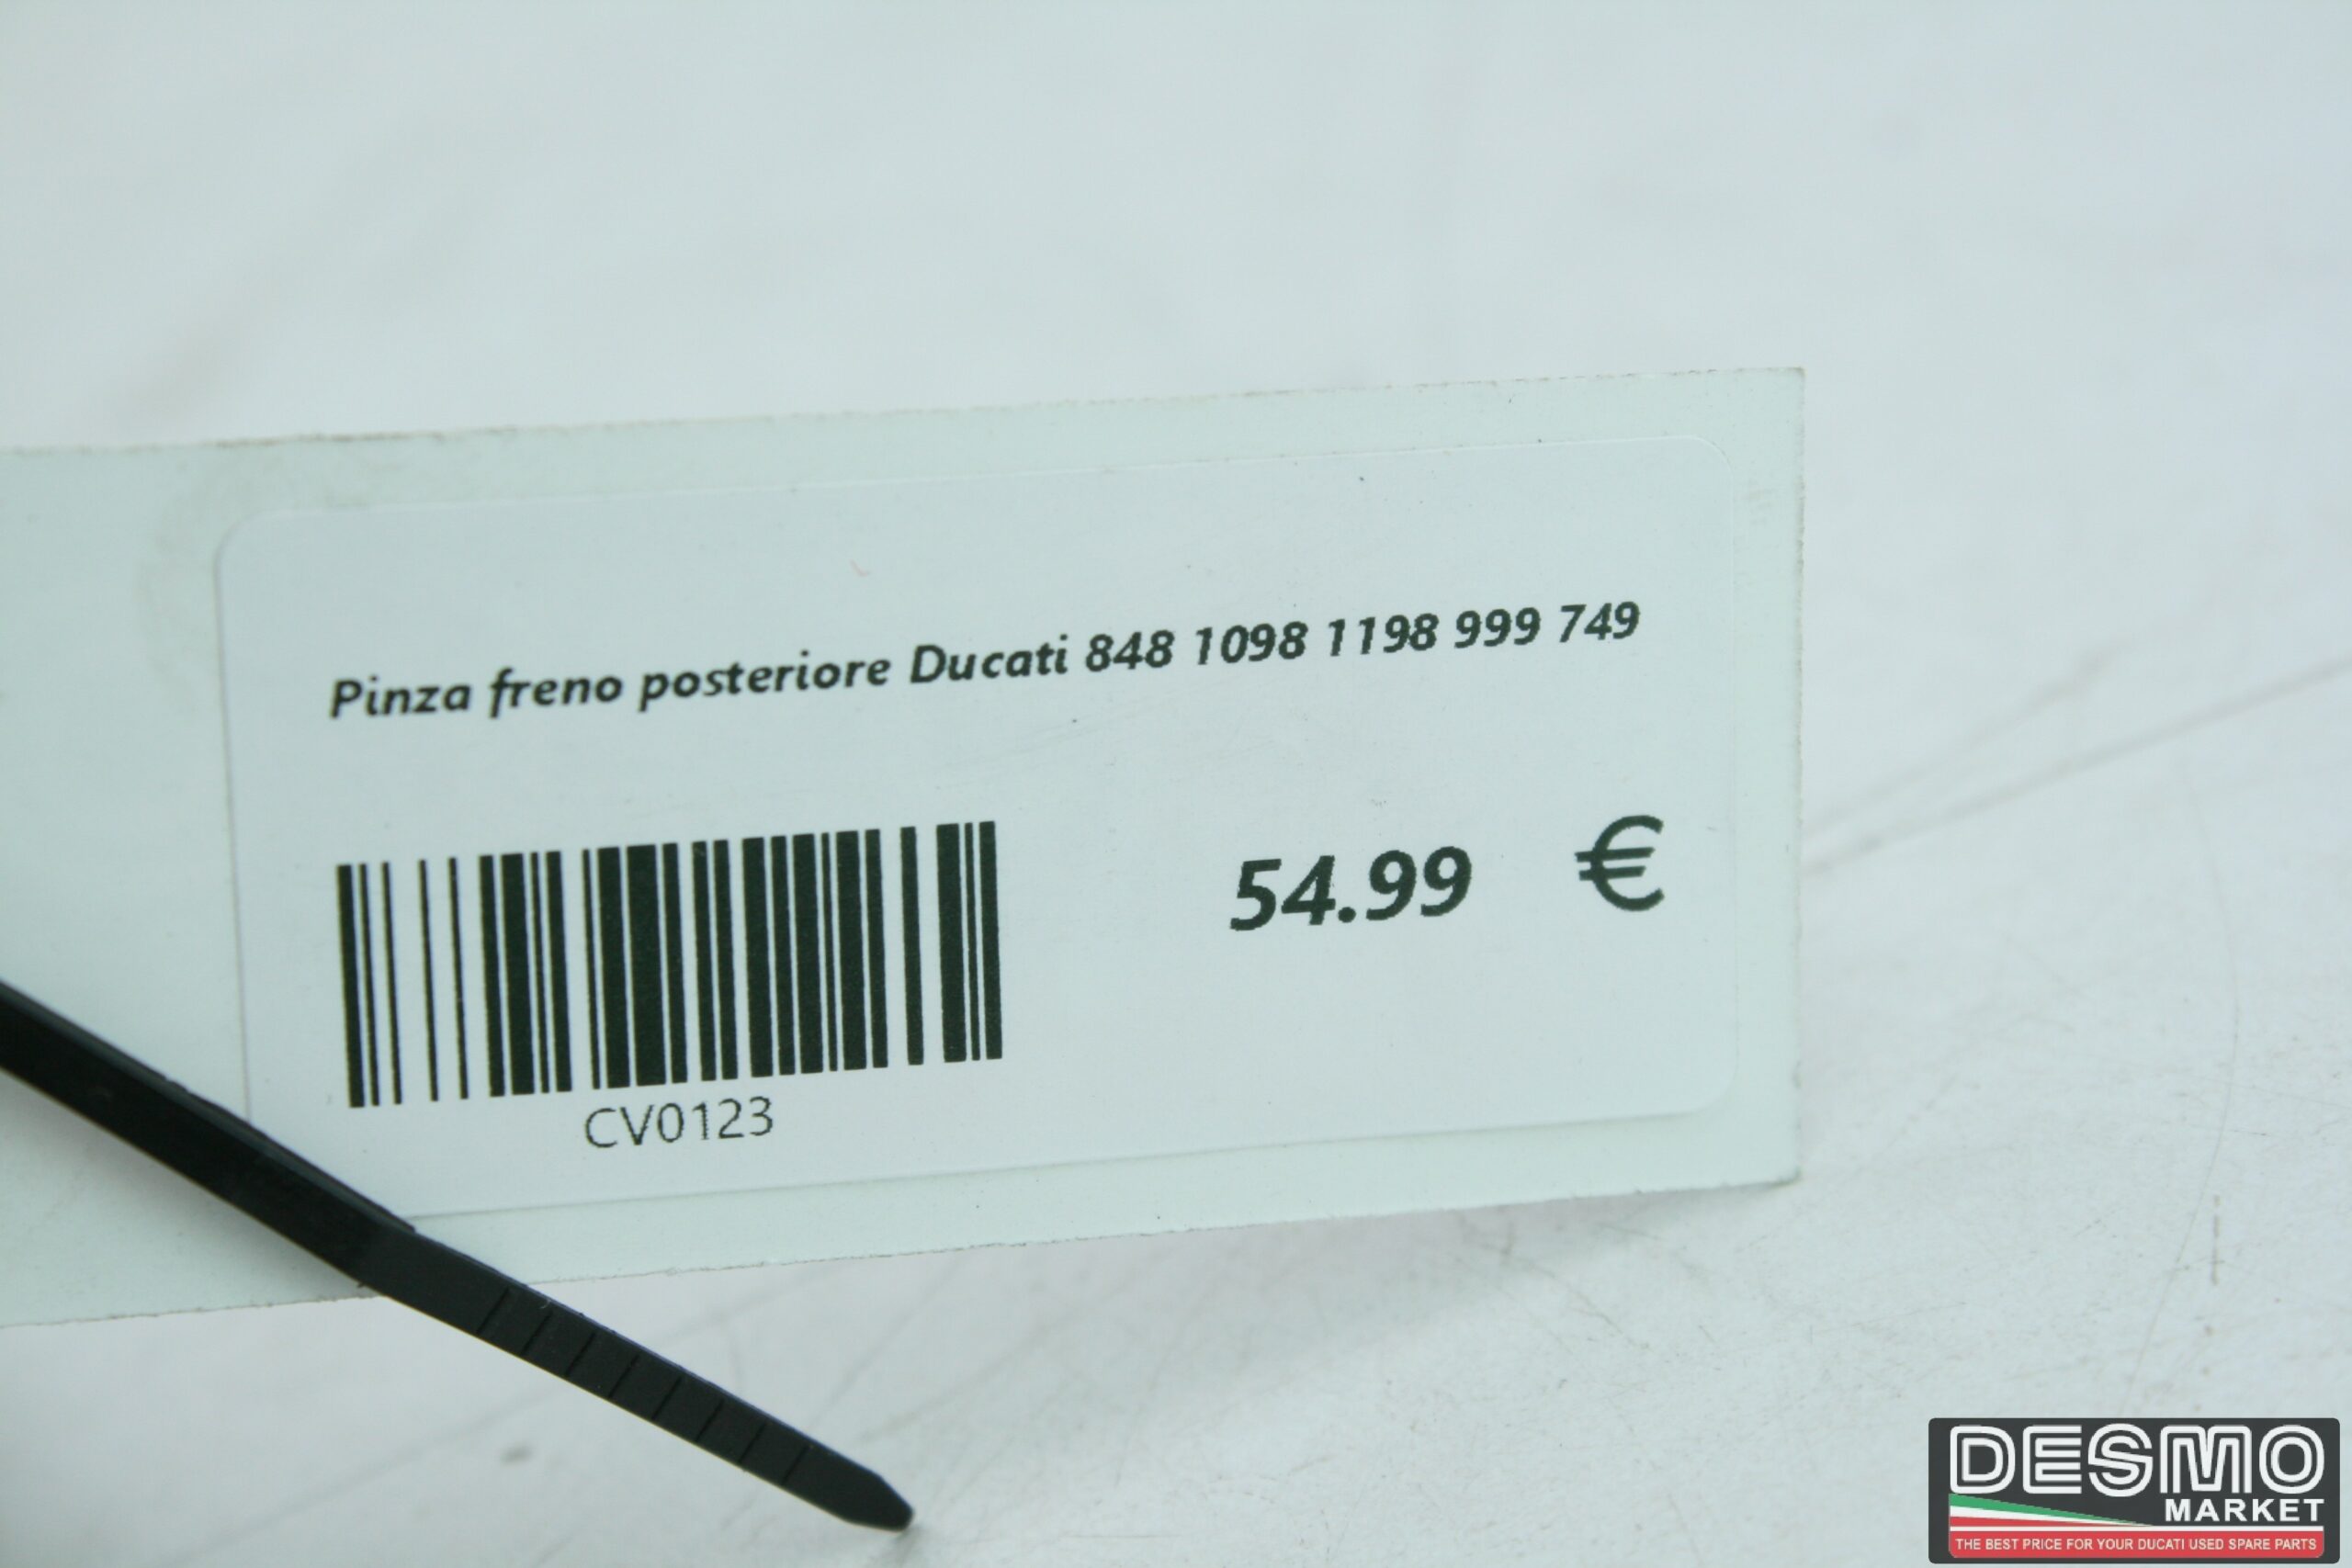 Pinza freno posteriore Ducati 848 1098 1198 999 749
54.99 €
CV0123
DESMO
MARKET
THE BEST PRICE FOR YOUR DUCATI USED SPARE PARTS